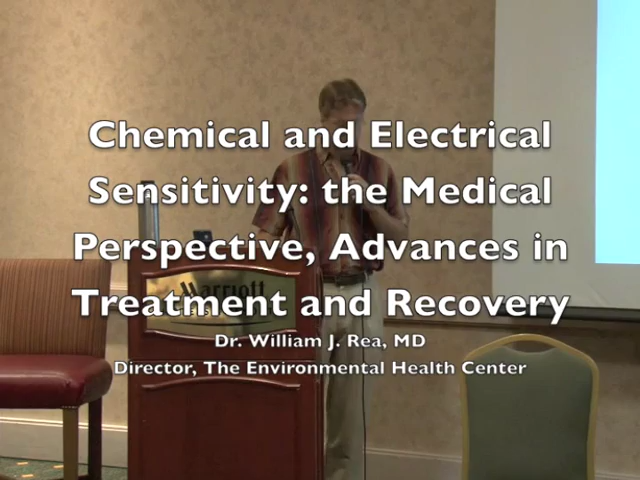 Chemical and Electrical
Sensitivity: the Medical
Perspective, Advances in
Marriott
Treatment and Recovery
Dr. William J. Rea, MD
Director, The Environmental Health Center